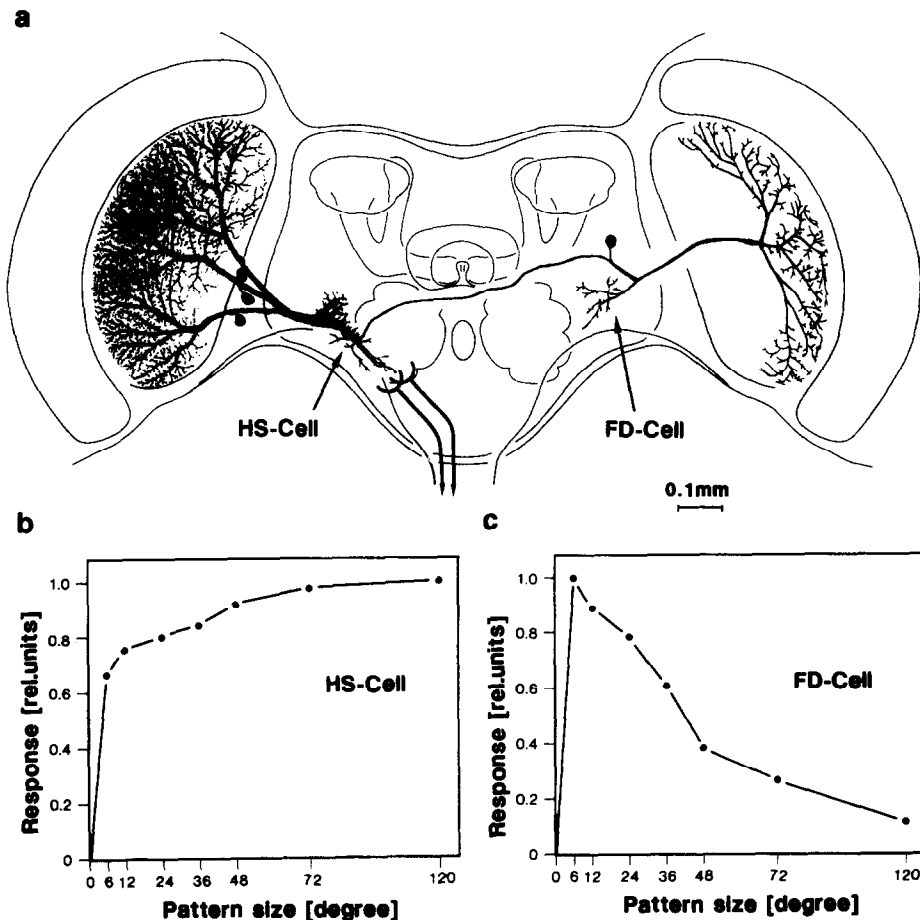 a
HS-Cell
FD-Cell
0.1mm
b
Response [rel.units]
1.0
0.8
0.6
0.4
0.2
0
HS-Cell
0 6 12 24 36 48 72 120
Pattern size [degree]
c
Response [rel.units]
1.0
0.8
0.6
0.4
0.2
0
FD-Cell
0 6 12 24 36 48 72 120
Pattern size [degree]